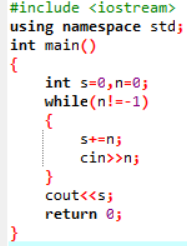 #include <iostream>
using namespace std;
int main()
{
    int s=0,n=0;
    while(n!=-1)
    {
        s+=n;
        cin>>n;
    }
    cout<<s;
    return 0;
}